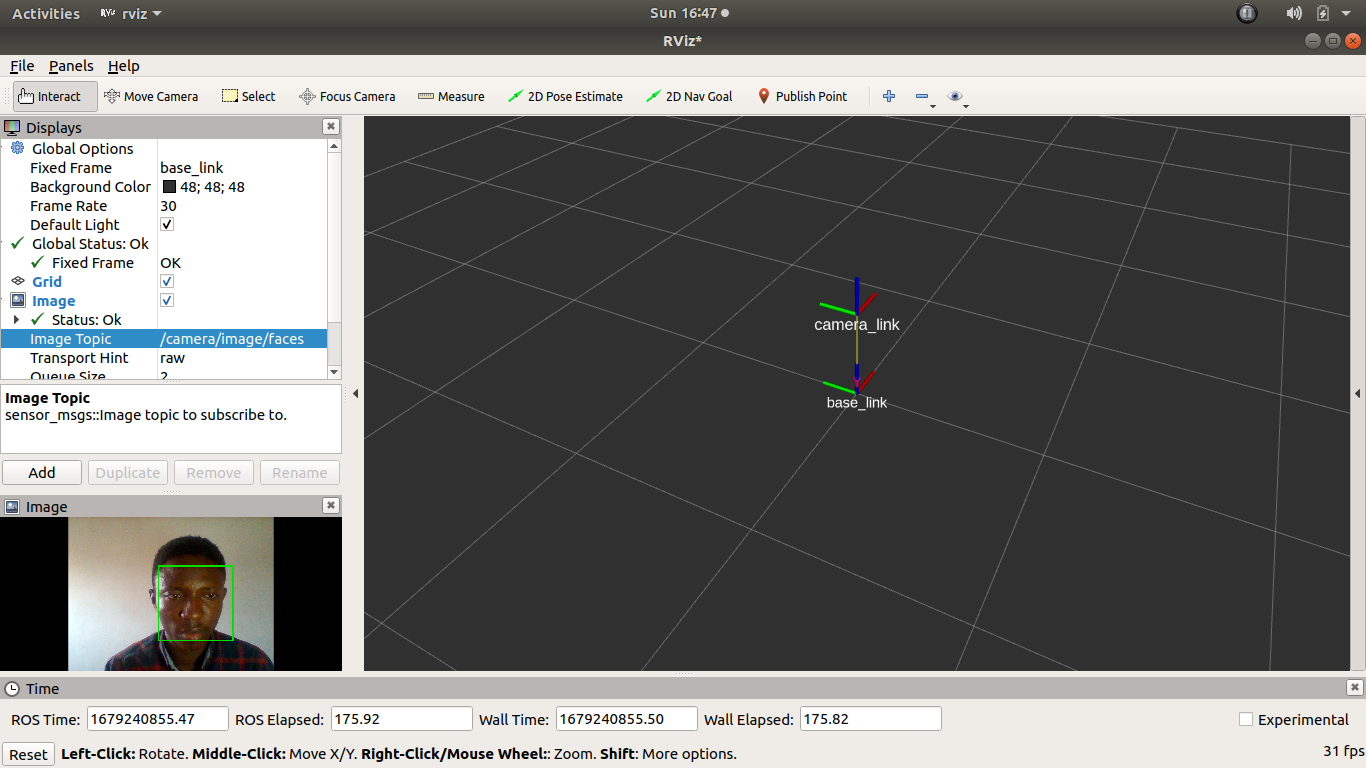 Activities RViz rviz Sun 16:47
RViz*
File Panels Help
Interact Move Camera Select Focus Camera Measure 2D Pose Estimate 2D Nav Goal Publish Point
Displays
Global Options
Fixed Frame base_link
Background Color 48; 48; 48
Frame Rate 30
Default Light
Global Status: Ok
Fixed Frame OK
Grid
Image
Status: Ok
Image Topic /camera/image/faces
Transport Hint raw
Queue Size 2
Image Topic
sensor_msgs::Image topic to subscribe to.
Add Duplicate Remove Rename
Image
camera_link
base_link
Time
ROS Time: 1679240855.47 ROS Elapsed: 175.92 Wall Time: 1679240855.50 Wall Elapsed: 175.82 Experimental
Reset Left-Click: Rotate. Middle-Click: Move X/Y. Right-Click/Mouse Wheel:: Zoom. Shift: More options. 31 fps